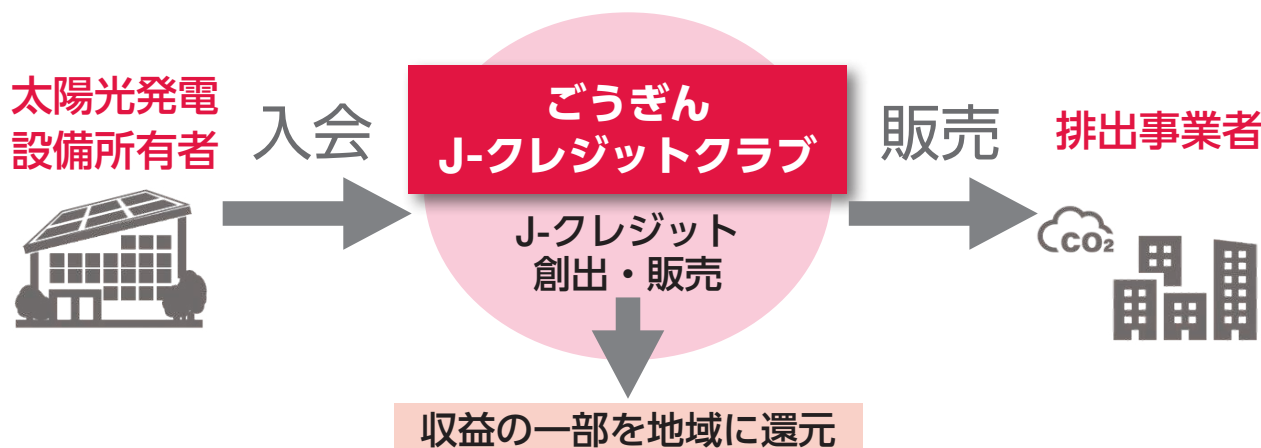 太陽光発電
設備所有者
入会
ごうぎん
J-クレジットクラブ
J-クレジット
創出・販売
販売
排出事業者
CO₂
収益の一部を地域に還元